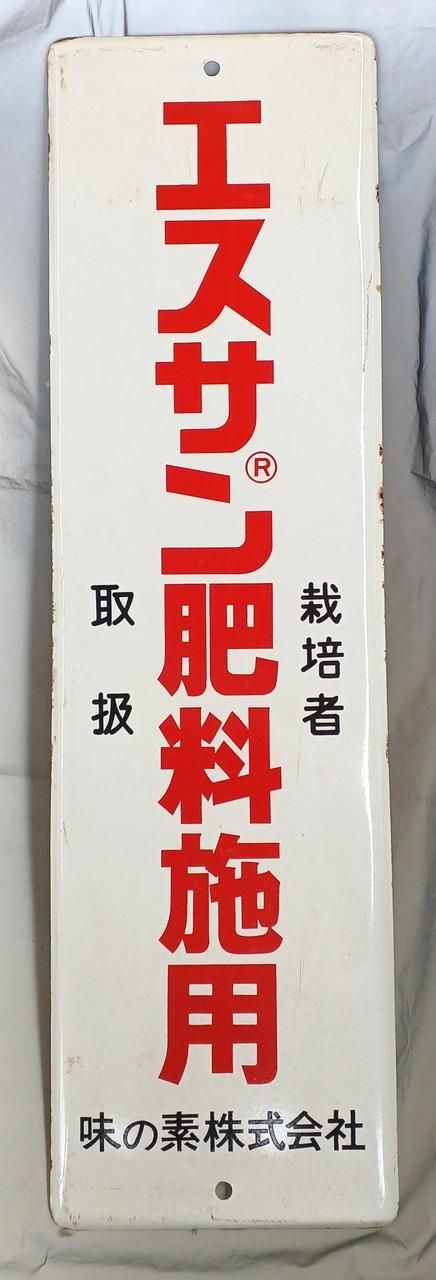 栽培者
エスサン®肥料施用
取扱
味の素株式会社